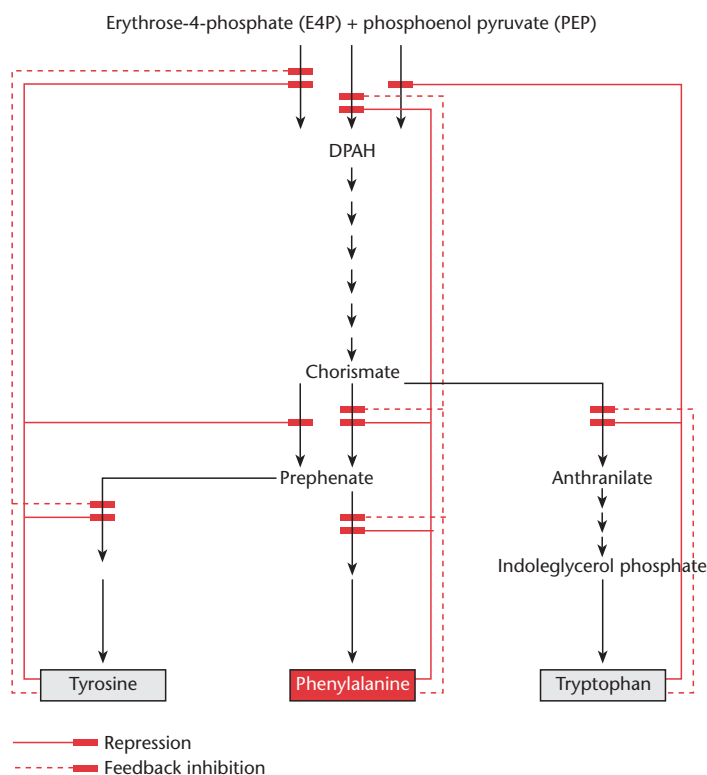 Erythrose-4-phosphate (E4P) + phosphoenol pyruvate (PEP)
DPAH
Chorismate
Prephenate
Anthranilate
Indoleglycerol phosphate
Tyrosine
Phenylalanine
Tryptophan
Repression
Feedback inhibition